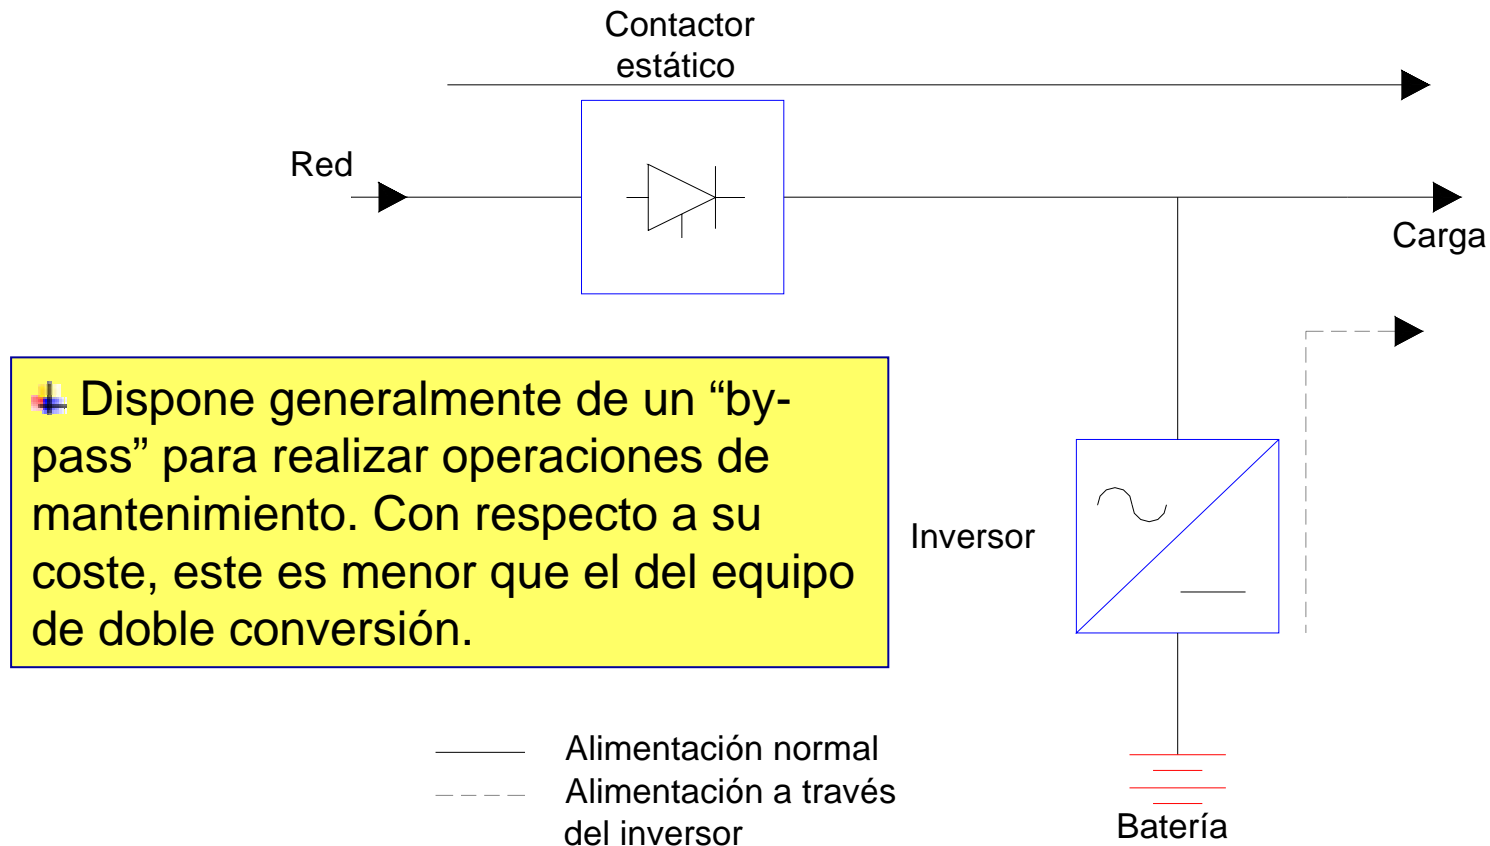 Contactor
estático
Red
Carga
Dispone generalmente de un “by-
pass” para realizar operaciones de
mantenimiento. Con respecto a su
coste, este es menor que el del equipo
de doble conversión.
Inversor
Alimentación normal
Alimentación a través
del inversor
Batería